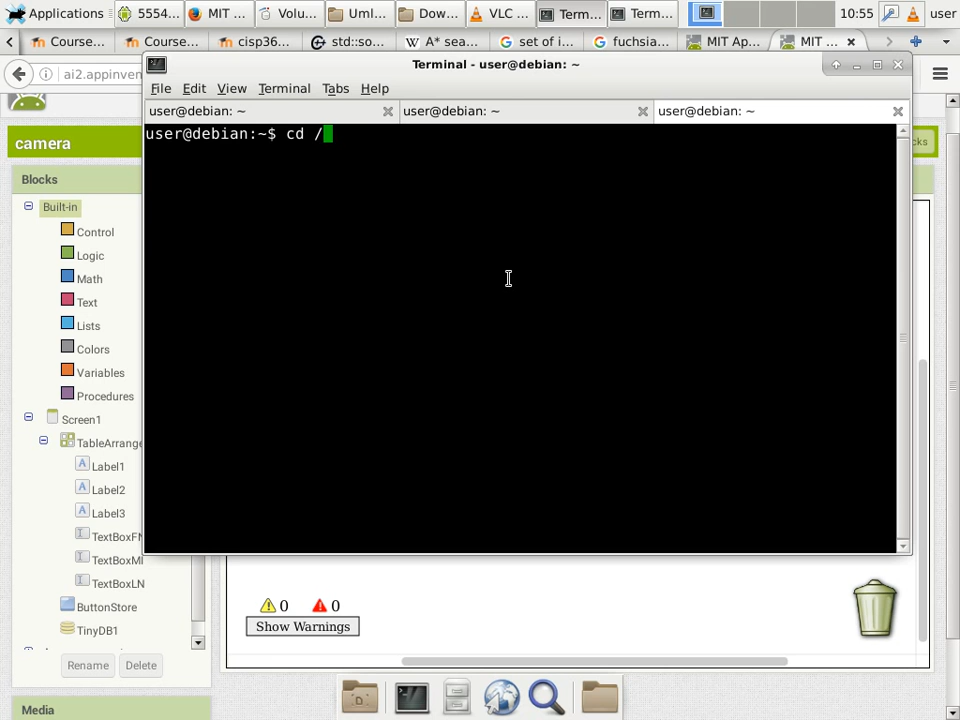 Applications
5554...
MIT ...
Volu...
Uml...
Dow...
VLC ...
Term...
Term...
10:55
user
Course...
Course...
cisp36...
std::so...
A* sea...
set of i...
fuchsia...
MIT Ap...
MIT ...
ai2.appinven
Terminal - user@debian: ~
File Edit View Terminal Tabs Help
user@debian: ~
user@debian: ~
user@debian: ~
user@debian:~$ cd /
camera
cks
Blocks
Built-in
Control
Logic
Math
Text
Lists
Colors
Variables
Procedures
Screen1
TableArrange
Label1
Label2
Label3
TextBoxFN
TextBoxMI
TextBoxLN
ButtonStore
TinyDB1
Rename
Delete
Media
0
0
Show Warnings